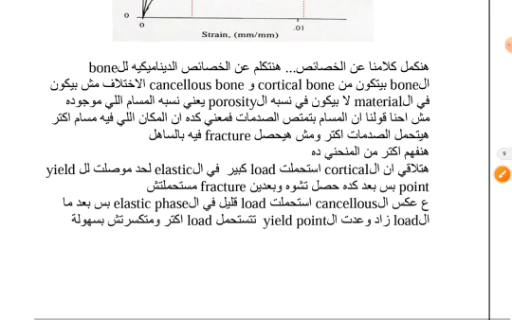 0
0
.01
Strain, (mm/mm)
هنكمل كلامنا عن الخصائص... هنتكلم عن الخصائص الديناميكيه للbone
الbone بيتكون من cortical bone و cancellous bone الاختلاف مش بيكون
في الmaterial لا بيكون في نسبه الporosity يعني نسبه المسام اللي موجوده
مش احنا قولنا ان المسام بتمتص الصدمات فمعني كده ان المكان اللي فيه مسام اكتر
هيتحمل الصدمات اكتر ومش هيحصل fracture فيه بالساهل
هنفهم اكتر من المنحني ده
هتلاقي ان الcortical استحملت load كبير في الelastic لحد موصلت لل yield
point بس بعد كده حصل تشوه وبعدين fracture مستحملتش
ع عكس الcancellous استحملت load قليل في الelastic phase بس بعد ما
الload زاد وعدت الyield point تتستحمل load اكتر ومتكسرتش بسهولة